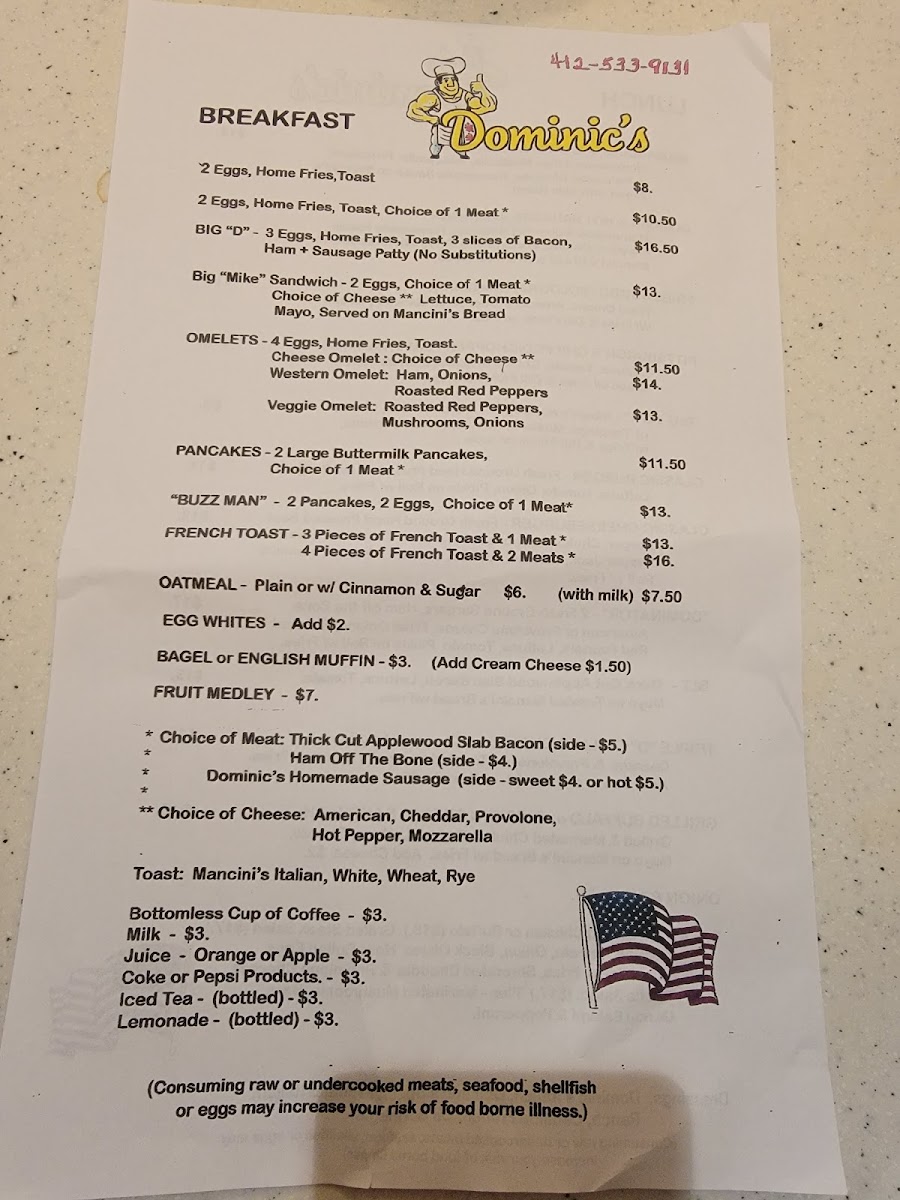 412-533-9131
BREAKFAST
Dominic's
2 Eggs, Home Fries,Toast $8.
2 Eggs, Home Fries, Toast, Choice of 1 Meat * $10.50
BIG “D” - 3 Eggs, Home Fries, Toast, 3 slices of Bacon, $16.50
Ham + Sausage Patty (No Substitutions)
Big “Mike” Sandwich - 2 Eggs, Choice of 1 Meat * $13.
Choice of Cheese ** Lettuce, Tomato
Mayo, Served on Mancini's Bread
OMELETS - 4 Eggs, Home Fries, Toast.
Cheese Omelet : Choice of Cheese ** $11.50
Western Omelet: Ham, Onions, $14.
Roasted Red Peppers
Veggie Omelet: Roasted Red Peppers, $13.
Mushrooms, Onions
PANCAKES - 2 Large Buttermilk Pancakes, $11.50
Choice of 1 Meat *
“BUZZ MAN” - 2 Pancakes, 2 Eggs, Choice of 1 Meat* $13.
FRENCH TOAST - 3 Pieces of French Toast & 1 Meat * $13.
4 Pieces of French Toast & 2 Meats * $16.
OATMEAL - Plain or w/ Cinnamon & Sugar $6. (with milk) $7.50
EGG WHITES - Add $2.
BAGEL or ENGLISH MUFFIN - $3. (Add Cream Cheese $1.50)
FRUIT MEDLEY - $7.
* Choice of Meat: Thick Cut Applewood Slab Bacon (side - $5.)
* Ham Off The Bone (side - $4.)
* Dominic's Homemade Sausage (side - sweet $4. or hot $5.)
*
** Choice of Cheese: American, Cheddar, Provolone,
Hot Pepper, Mozzarella
Toast: Mancini's Italian, White, Wheat, Rye
Bottomless Cup of Coffee - $3.
Milk - $3.
Juice - Orange or Apple - $3.
Coke or Pepsi Products. - $3.
Iced Tea - (bottled) - $3.
Lemonade - (bottled) - $3.
(Consuming raw or undercooked meats, seafood, shellfish
or eggs may increase your risk of food borne illness.)